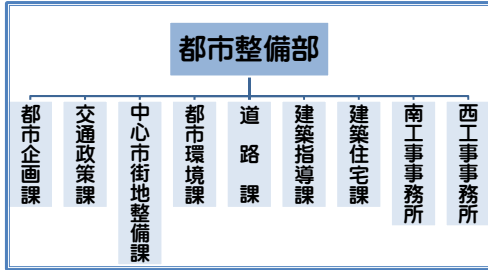 都市整備部
都市企画課
交通政策課
中心市街地整備課
都市環境課
道路課
建築指導課
建築住宅課
南工事事務所
西工事事務所